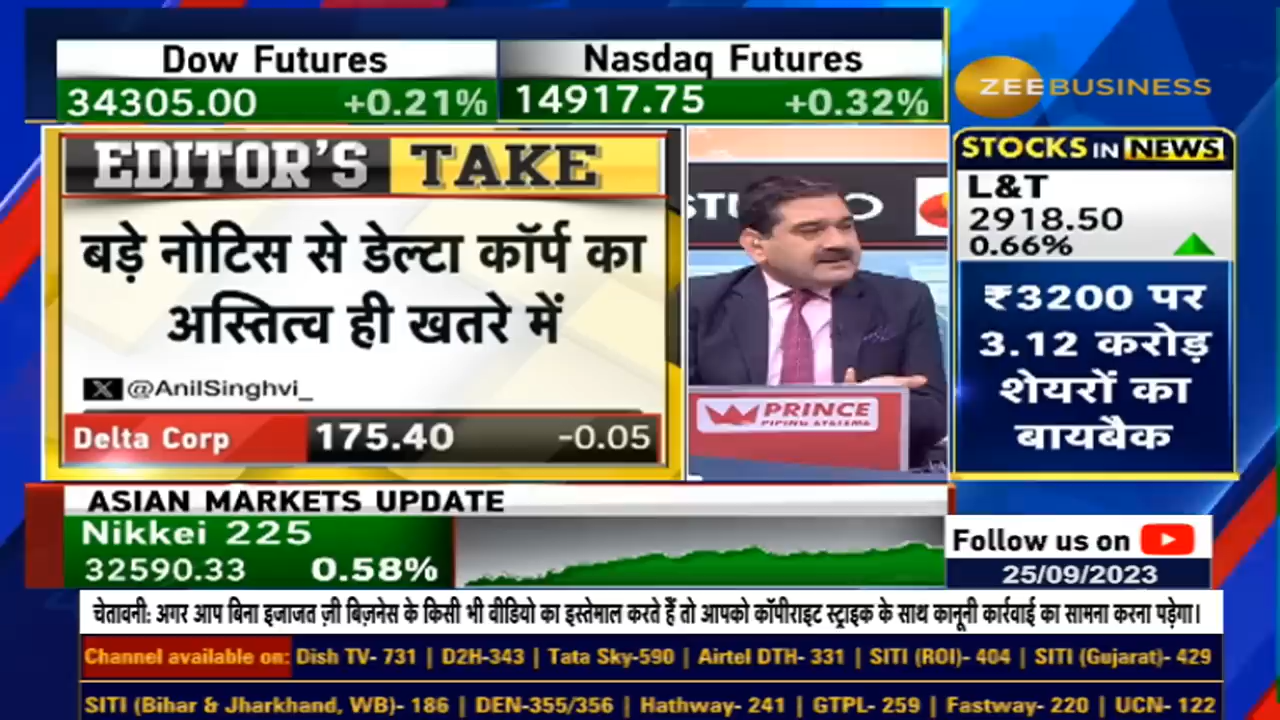 Dow Futures
34305.00 +0.21%
Nasdaq Futures
14917.75 +0.32%
ZEEBUSINESS
EDITOR'S TAKE
बड़े नोटिस से डेल्टा कॉर्प का
अस्तित्व ही खतरे में
X @AnilSinghvi_
Delta Corp 175.40 -0.05
PRINCE
PIPING SYSTEMS
STOCKS IN NEWS
L&T
2918.50
0.66%
₹3200 पर
3.12 करोड़
शेयरों का
बायबैक
ASIAN MARKETS UPDATE
Nikkei 225
32590.33 0.58%
Follow us on
25/09/2023
चेतावनी: अगर आप बिना इजाजत ज़ी बिज़नेस के किसी भी वीडियो का इस्तेमाल करते हैं तो आपको कॉपीराइट स्ट्राइक के साथ कानूनी कार्रवाई का सामना करना पड़ेगा।
Channel available on: Dish TV- 731 | D2H-343 | Tata Sky-590 | Airtel DTH- 331 | SITI (ROI)- 404 | SITI (Gujarat)- 429
SITI (Bihar & Jharkhand, WB)- 186 | DEN-355/356 | Hathway- 241 | GTPL- 259 | Fastway- 220 | UCN- 122